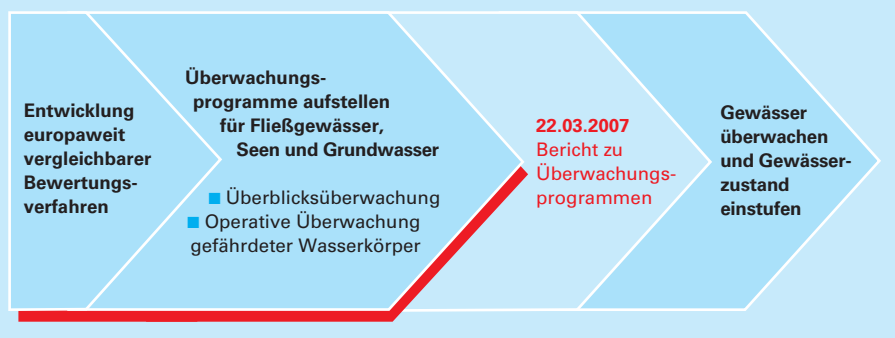 Entwicklung
europaweit
vergleichbarer
Bewertungs-
verfahren
Überwachungs-
programme aufstellen
für Fließgewässer,
Seen und Grundwasser
■ Überblicksüberwachung
■ Operative Überwachung
gefährdeter Wasserkörper
22.03.2007
Bericht zu
Überwachungs-
programmen
Gewässer
überwachen
und Gewässer-
zustand
einstufen